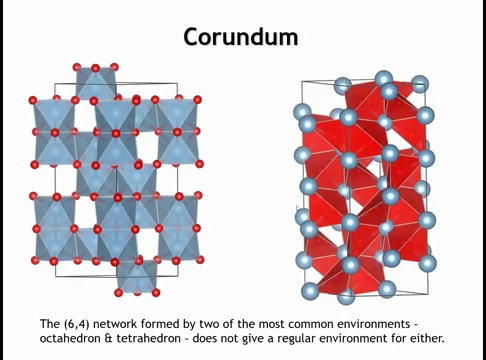 Corundum
The (6,4) network formed by two of the most common environments -
octahedron & tetrahedron - does not give a regular environment for either.